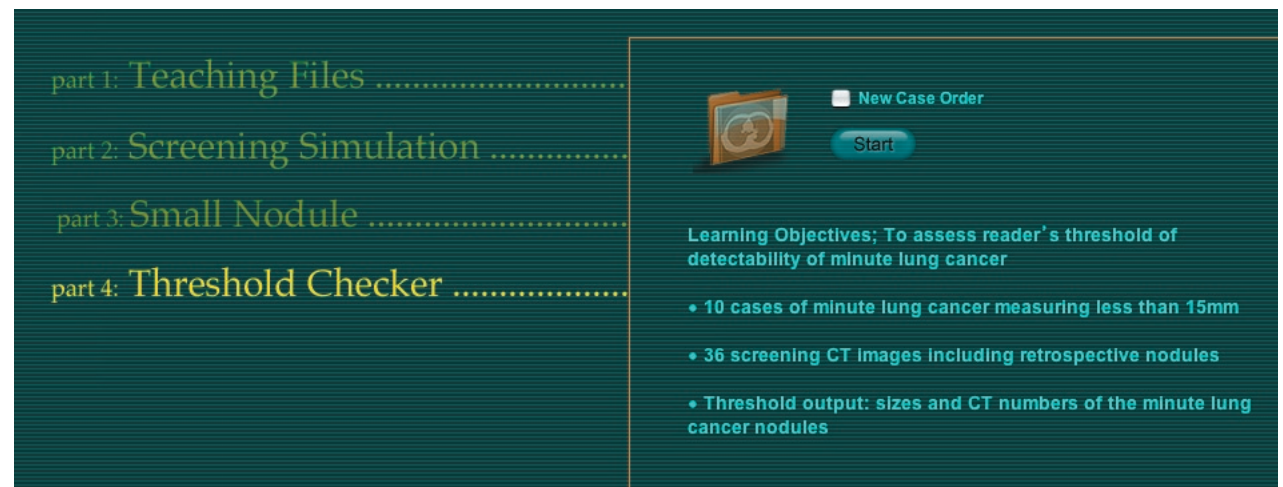 part 1: Teaching Files ..........................
part 2: Screening Simulation ..............
part 3: Small Nodule ..........................
part 4: Threshold Checker ..................
New Case Order
Start
Learning Objectives; To assess reader’s threshold of
detectability of minute lung cancer
• 10 cases of minute lung cancer measuring less than 15mm
• 36 screening CT images including retrospective nodules
• Threshold output: sizes and CT numbers of the minute lung
cancer nodules